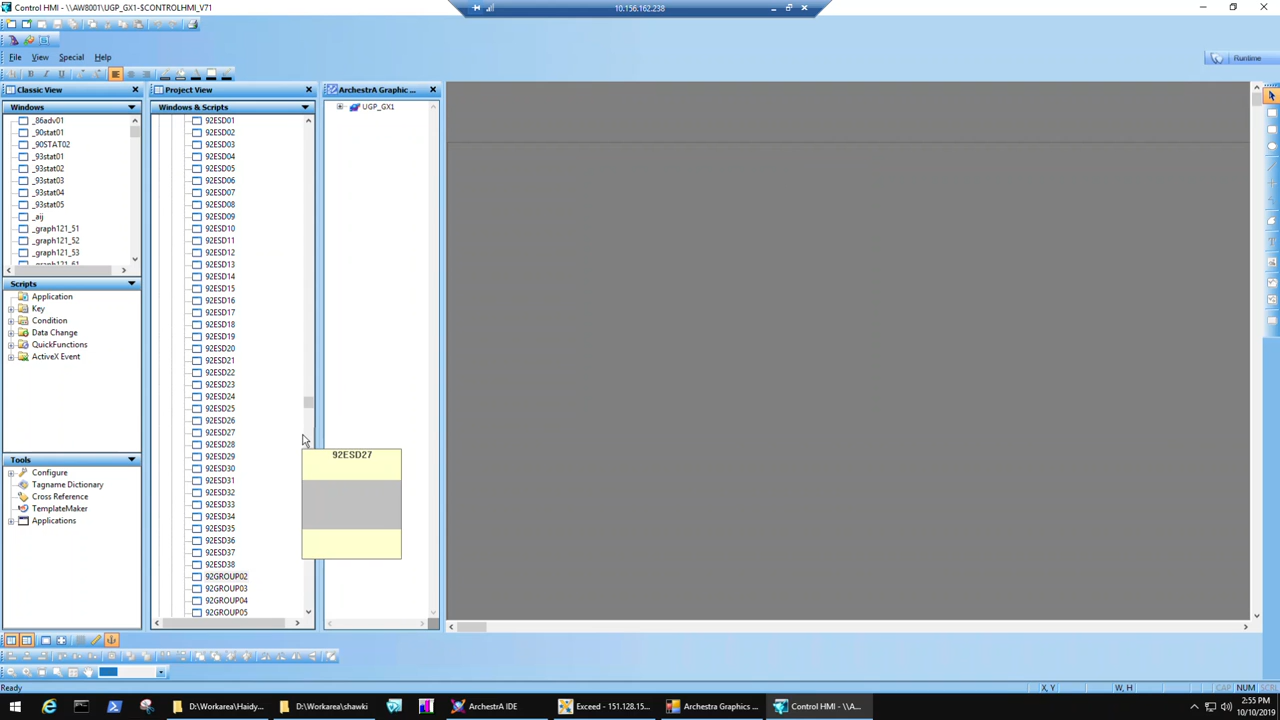 Control HMI - \\AW8001\UGP_GX1-$CONTROLHMI_V71
10.156.162.238
File View Special Help
Runtime
Classic View
Windows
_86adv01
_90stat01
_90STAT02
_93stat01
_93stat02
_93stat03
_93stat04
_93stat05
_aij
_graph121_51
_graph121_52
_graph121_53
Scripts
Application
Key
Condition
Data Change
QuickFunctions
ActiveX Event
Tools
Configure
Tagname Dictionary
Cross Reference
TemplateMaker
Applications
Project View
Windows & Scripts
92ESD01
92ESD02
92ESD03
92ESD04
92ESD05
92ESD06
92ESD07
92ESD08
92ESD09
92ESD10
92ESD11
92ESD12
92ESD13
92ESD14
92ESD15
92ESD16
92ESD17
92ESD18
92ESD19
92ESD20
92ESD21
92ESD22
92ESD23
92ESD24
92ESD25
92ESD26
92ESD27
92ESD28
92ESD29
92ESD30
92ESD31
92ESD32
92ESD33
92ESD34
92ESD35
92ESD36
92ESD37
92ESD38
92GROUP02
92GROUP03
92GROUP04
92GROUP05
ArchestrA Graphic ...
UGP_GX1
92ESD27
Ready
X, Y
W, H
CAP NUM SCRL
D:\Workarea\Haidy...
D:\Workarea\shawki
ArchestrA IDE
Exceed - 151.128.15...
Archestra Graphics ...
Control HMI - \\A...
2:55 PM
10/10/2019